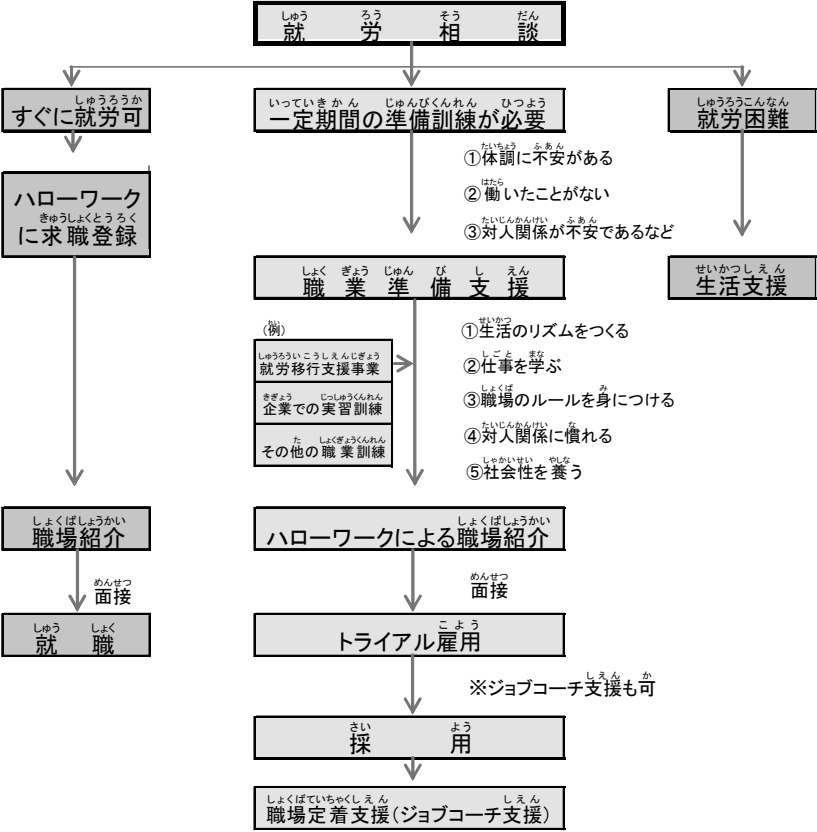 就労相談
すぐに就労可
一定期間の準備訓練が必要
就労困難
①体調に不安がある
②働いたことがない
③対人関係が不安であるなど
ハローワーク
に求職登録
職業準備支援
生活支援
(例)
就労移行支援事業
企業での実習訓練
その他の職業訓練
①生活のリズムをつくる
②仕事を学ぶ
③職場のルールを身につける
④対人関係に慣れる
⑤社会性を養う
職場紹介
ハローワークによる職場紹介
面接
面接
就職
トライアル雇用
※ジョブコーチ支援も可
採用
職場定着支援(ジョブコーチ支援)